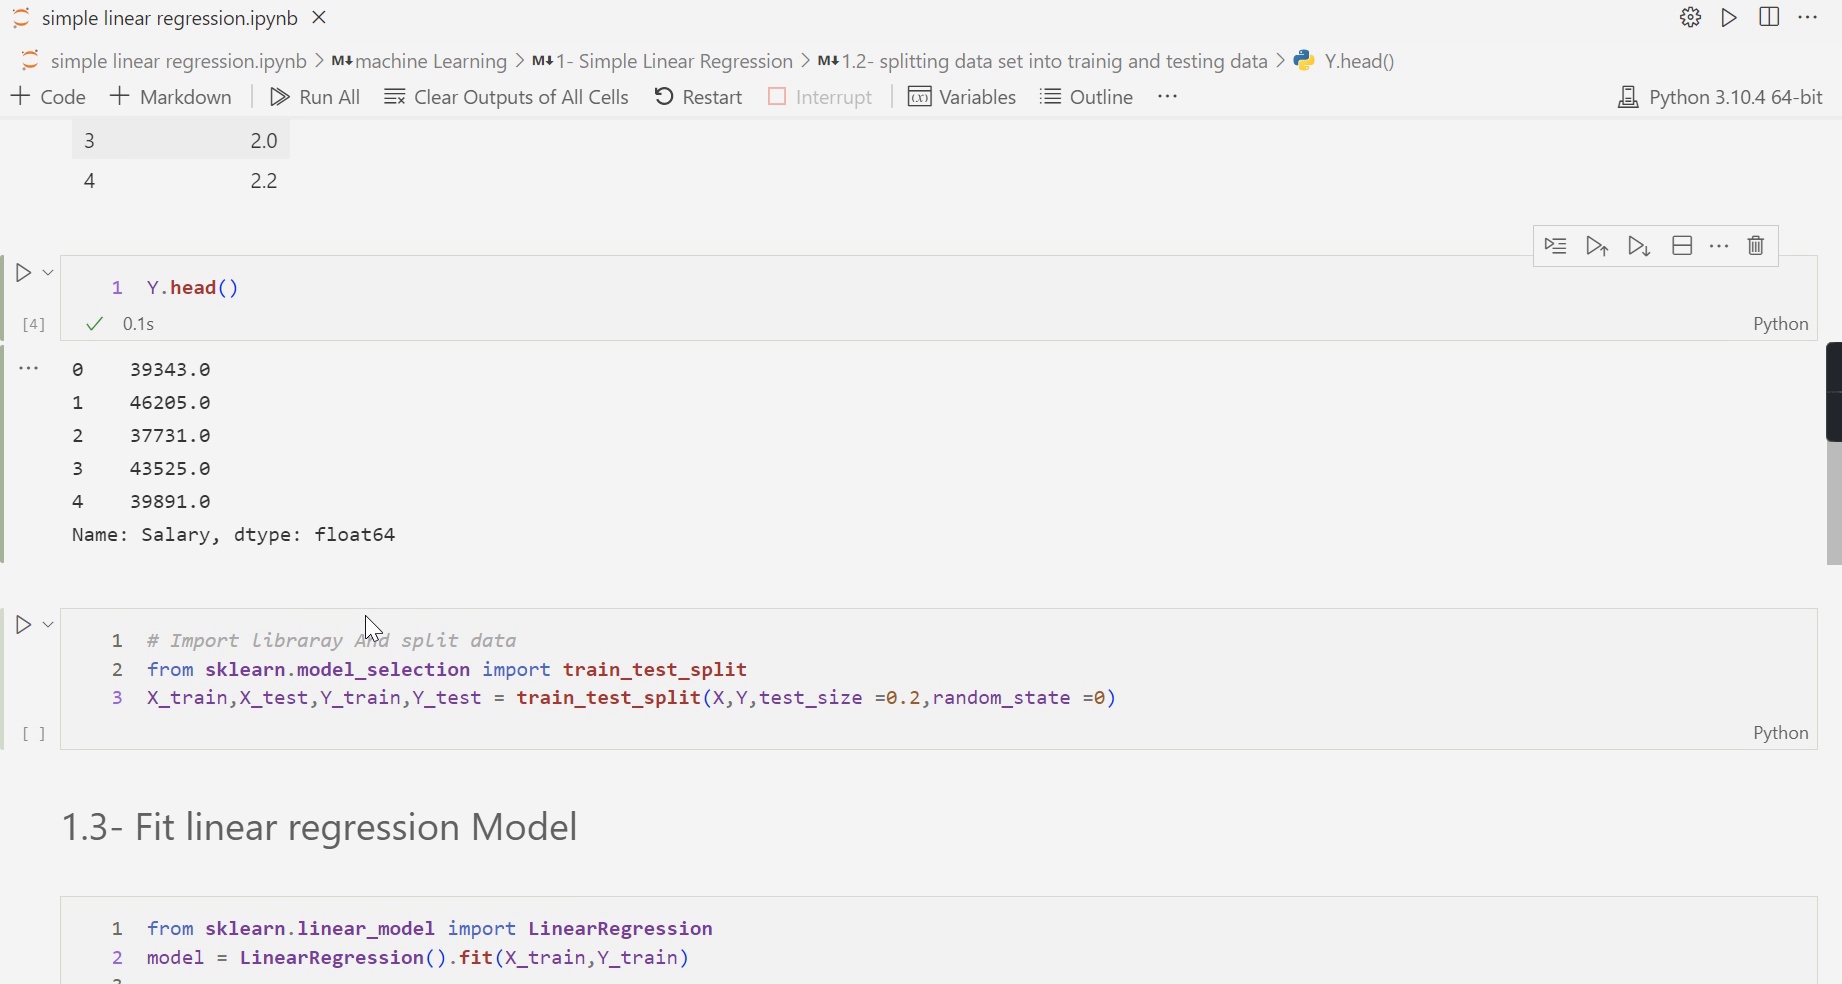 simple linear regression.ipynb
simple linear regression.ipynb > M↓ machine Learning > M↓ 1- Simple Linear Regression > M↓ 1.2- splitting data set into trainig and testing data > Y.head()
+ Code + Markdown | Run All Clear Outputs of All Cells Restart Interrupt | Variables Outline ... Python 3.10.4 64-bit
3 2.0
4 2.2
1 Y.head()
[4] ✓ 0.1s Python
0 39343.0
1 46205.0
2 37731.0
3 43525.0
4 39891.0
Name: Salary, dtype: float64
1 # Import libraray And split data
2 from sklearn.model_selection import train_test_split
3 X_train,X_test,Y_train,Y_test = train_test_split(X,Y,test_size =0.2,random_state =0)
[ ] Python
1.3- Fit linear regression Model
1 from sklearn.linear_model import LinearRegression
2 model = LinearRegression().fit(X_train,Y_train)